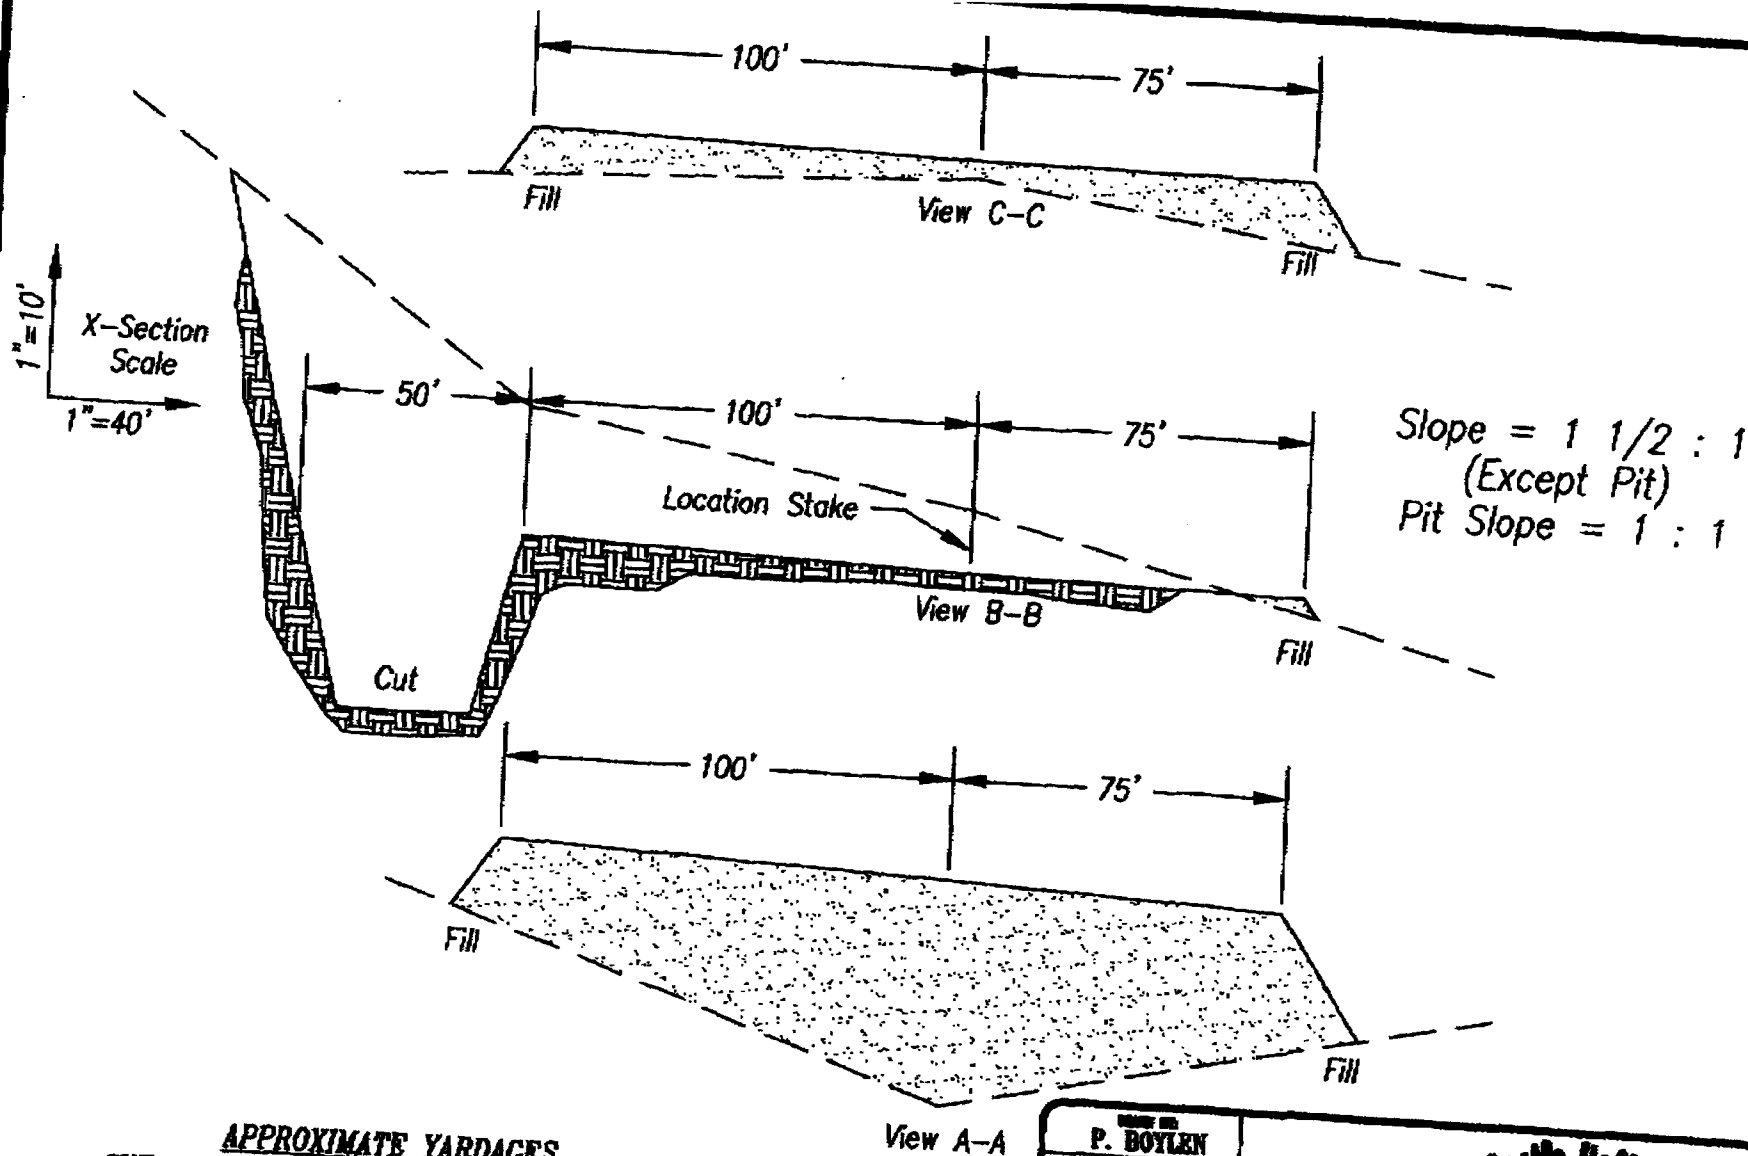 100' 75'
Fill
View C-C
Fill
1"=10'
X-Section
Scale
1"=40'
50' 100' 75'
Slope = 1 1/2 : 1
(Except Pit)
Pit Slope = 1 : 1
Location Stake
View B-B
Fill
Cut
100' 75'
Fill
Fill
View A-A
APPROXIMATE YARDAGES
P. BOYLEN